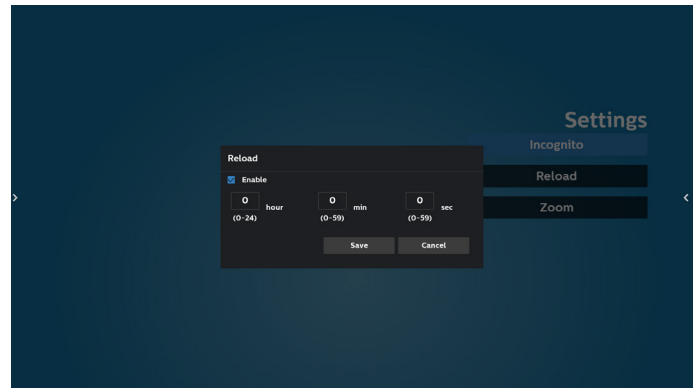 Settings
Incognito
Reload
Zoom
Reload
Enable
0 hour 0 min 0 sec
(0-24) (0-59) (0-59)
Save Cancel